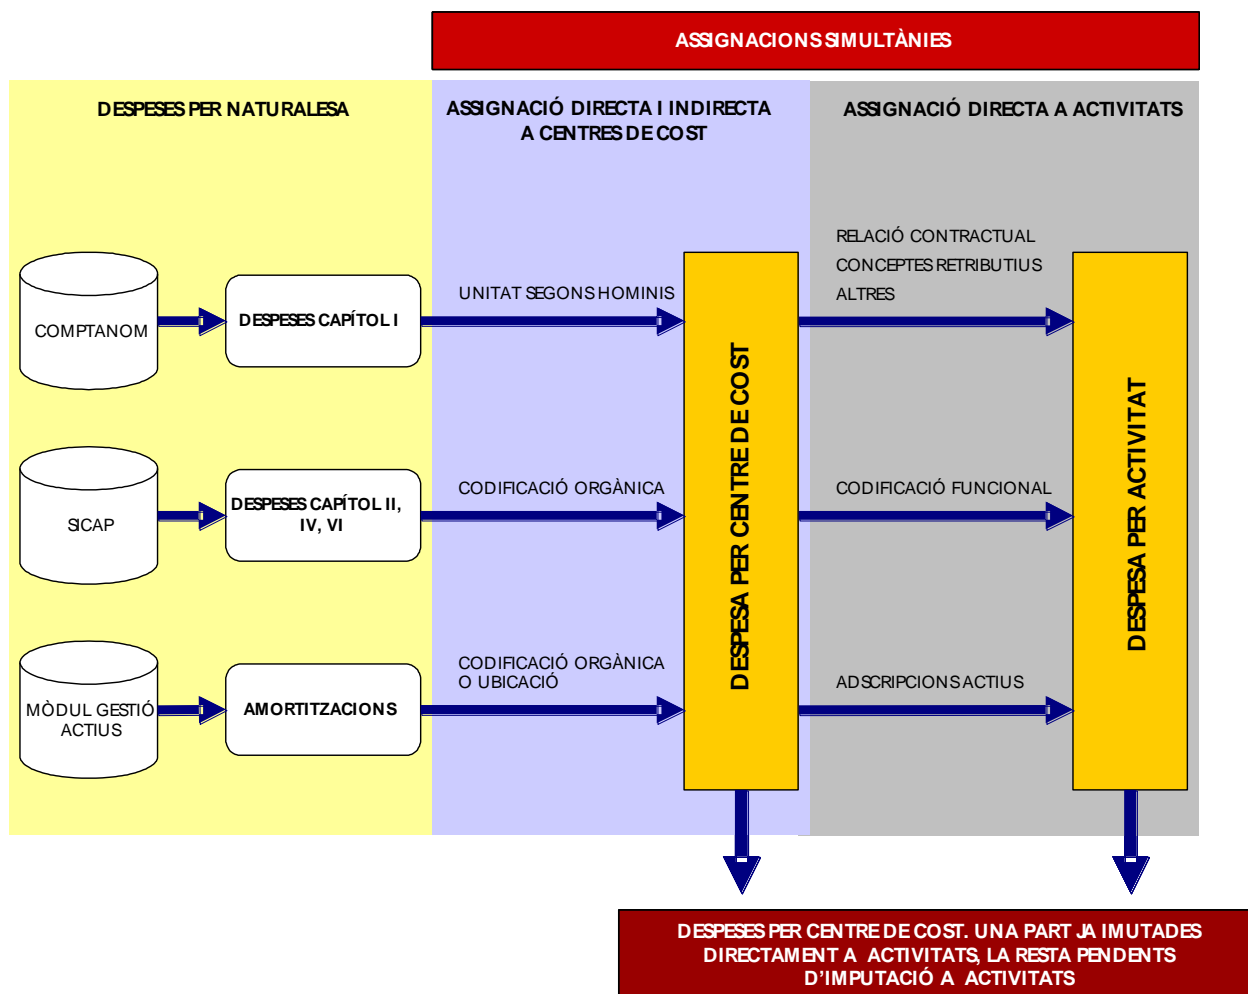 ASSIGNACIONS SIMULTÀNIES
DESPESES PER NATURALESA
ASSIGNACIÓ DIRECTA I INDIRECTA
A CENTRES DE COST
ASSIGNACIÓ DIRECTA A ACTIVITATS
RELACIÓ CONTRACTUAL
CONCEPTES RETRIBUTIUS
ALTRES
COMPTANOM
DESPESES CAPÍTOL I
UNITAT SEGONS HOMINIS
SICAP
DESPESES CAPÍTOL II,
IV, VI
CODIFICACIÓ ORGÀNICA
CODIFICACIÓ FUNCIONAL
MÒDUL GESTIÓ
ACTIUS
AMORTITZACIONS
CODIFICACIÓ ORGÀNICA
O UBICACIÓ
ADSCRIPCIONS ACTIUS
DESPESA PER CENTRE DE COST
DESPESA PER ACTIVITAT
DESPESES PER CENTRE DE COST. UNA PART JA IMUTADES
DIRECTAMENT A ACTIVITATS, LA RESTA PENDENTS
D'IMPUTACIÓ A ACTIVITATS